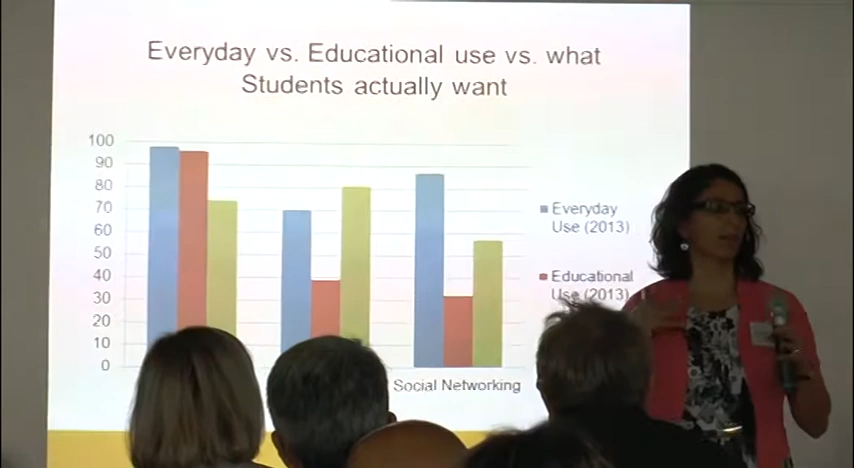 Everyday vs. Educational use vs. what
Students actually want
100
90
80
70
60
50
40
30
20
10
0
Social Networking
Everyday
Use (2013)
Educational
Use (2013)